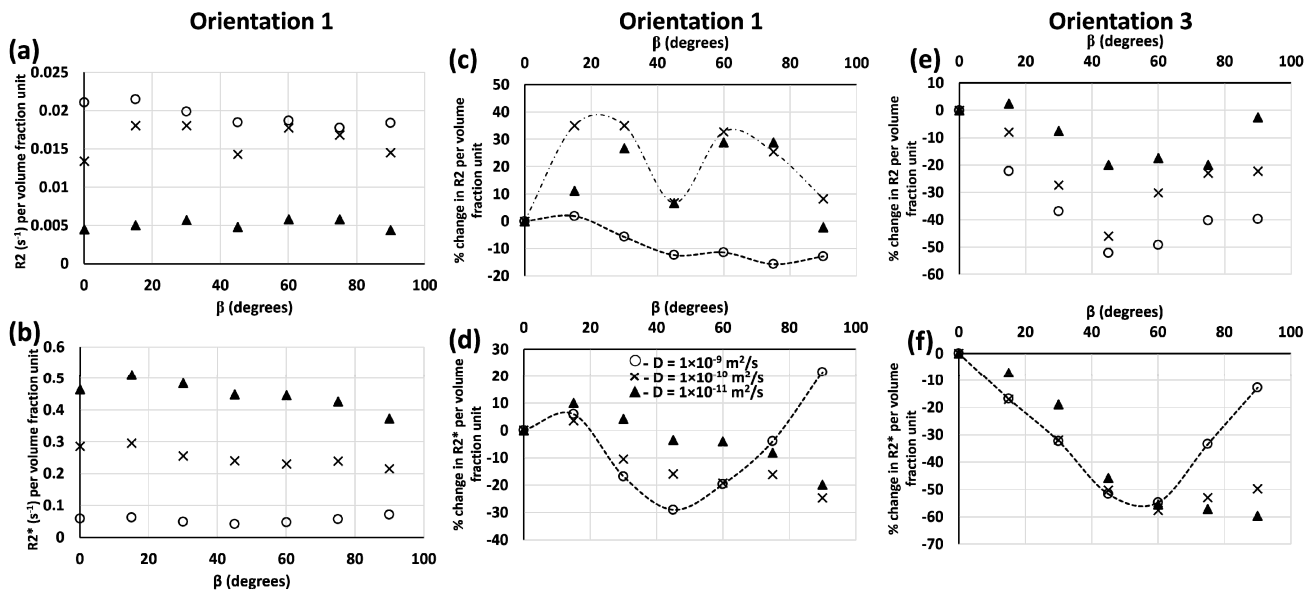 Orientation 1
(a)
R2 (s⁻¹) per volume fraction unit
0.025
0.02
0.015
0.01
0.005
0
0 20 40 60 80 100
β (degrees)
(b)
R2* (s⁻¹) per volume fraction unit
0.6
0.5
0.4
0.3
0.2
0.1
0
0 20 40 60 80 100
β (degrees)
Orientation 1
β (degrees)
(c)
0 20 40 60 80 100
% change in R2 per volume
fraction unit
50
40
30
20
10
0
-10
-20
β (degrees)
(d)
0 20 40 60 80 100
% change in R2* per volume
fraction unit
30
20
10
0
-10
-20
-30
-40
- D = 1×10⁻⁹ m²/s
- D = 1×10⁻¹⁰ m²/s
- D = 1×10⁻¹¹ m²/s
Orientation 3
β (degrees)
(e)
0 20 40 60 80 100
% change in R2 per volume
fraction unit
10
0
-10
-20
-30
-40
-50
-60
β (degrees)
(f)
0 20 40 60 80 100
% change in R2* per volume
fraction unit
0
-10
-20
-30
-40
-50
-60
-70